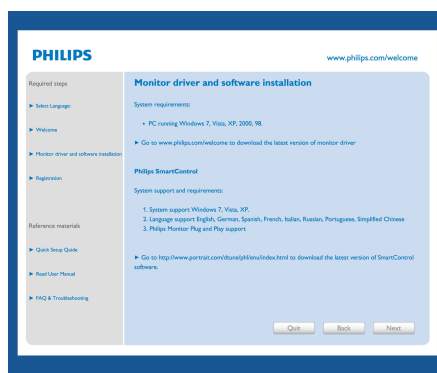 PHILIPS
www.philips.com/welcome
Required steps
► Select Language:
► Welcome
► Monitor driver and software installation
► Registration
Reference materials
► Quick Setup Guide
► Read User Manual
► FAQ & Troubleshooting
Monitor driver and software installation
System requirements:
• PC running Windows 7, Vista, XP, 2000, 98.
► Go to www.philips.com/welcome to download the latest version of monitor driver
Philips SmartControl
System support and requirements:
1. System support Windows 7, Vista, XP.
2. Language support English, German, Spanish, French, Italian, Russian, Portuguese, Simplified Chinese
3. Philips Monitor Plug and Play support
► Go to http://www.portrait.com/dtune/phl/enu/index.html to download the latest version of SmartControl
software.
Quit Back Next